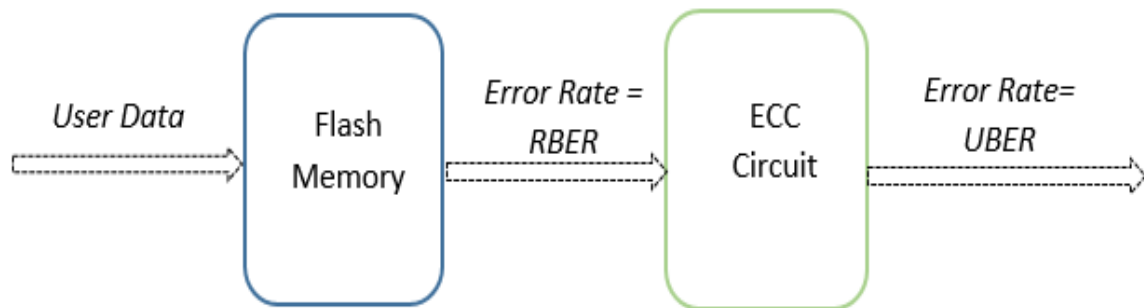 User Data
Flash
Memory
Error Rate =
RBER
ECC
Circuit
Error Rate=
UBER